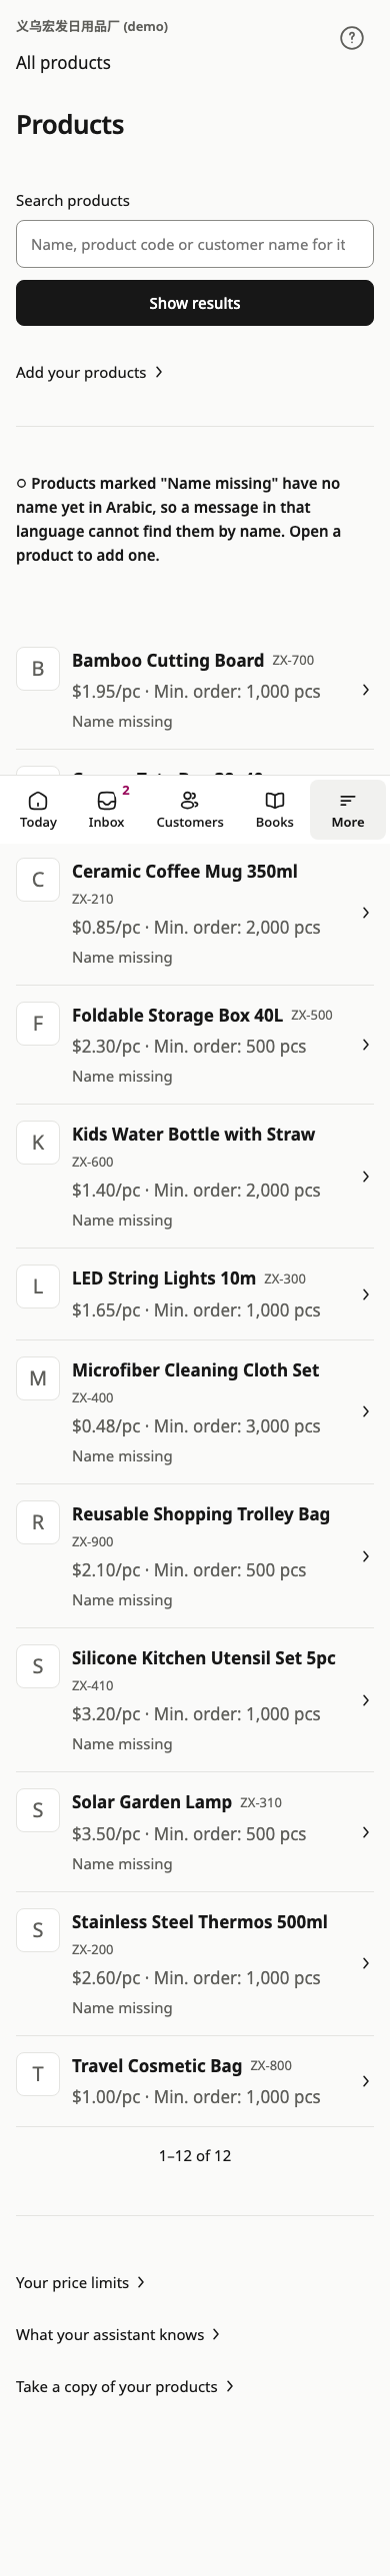 义乌宏发日用品厂 (demo)
All products
Products
Search products
Name, product code or customer name for it
Show results
Add your products
Products marked "Name missing" have no
name yet in Arabic, so a message in that
language cannot find them by name. Open a
product to add one.
B
Bamboo Cutting Board ZX-700
$1.95/pc · Min. order: 1,000 pcs
Name missing
2
Today
Inbox
Customers
Books
More
C
Ceramic Coffee Mug 350ml
ZX-210
$0.85/pc · Min. order: 2,000 pcs
Name missing
F
Foldable Storage Box 40L ZX-500
$2.30/pc · Min. order: 500 pcs
Name missing
K
Kids Water Bottle with Straw
ZX-600
$1.40/pc · Min. order: 2,000 pcs
Name missing
L
LED String Lights 10m ZX-300
$1.65/pc · Min. order: 1,000 pcs
M
Microfiber Cleaning Cloth Set
ZX-400
$0.48/pc · Min. order: 3,000 pcs
Name missing
R
Reusable Shopping Trolley Bag
ZX-900
$2.10/pc · Min. order: 500 pcs
Name missing
S
Silicone Kitchen Utensil Set 5pc
ZX-410
$3.20/pc · Min. order: 1,000 pcs
Name missing
S
Solar Garden Lamp ZX-310
$3.50/pc · Min. order: 500 pcs
Name missing
S
Stainless Steel Thermos 500ml
ZX-200
$2.60/pc · Min. order: 1,000 pcs
Name missing
T
Travel Cosmetic Bag ZX-800
$1.00/pc · Min. order: 1,000 pcs
1–12 of 12
Your price limits
What your assistant knows
Take a copy of your products